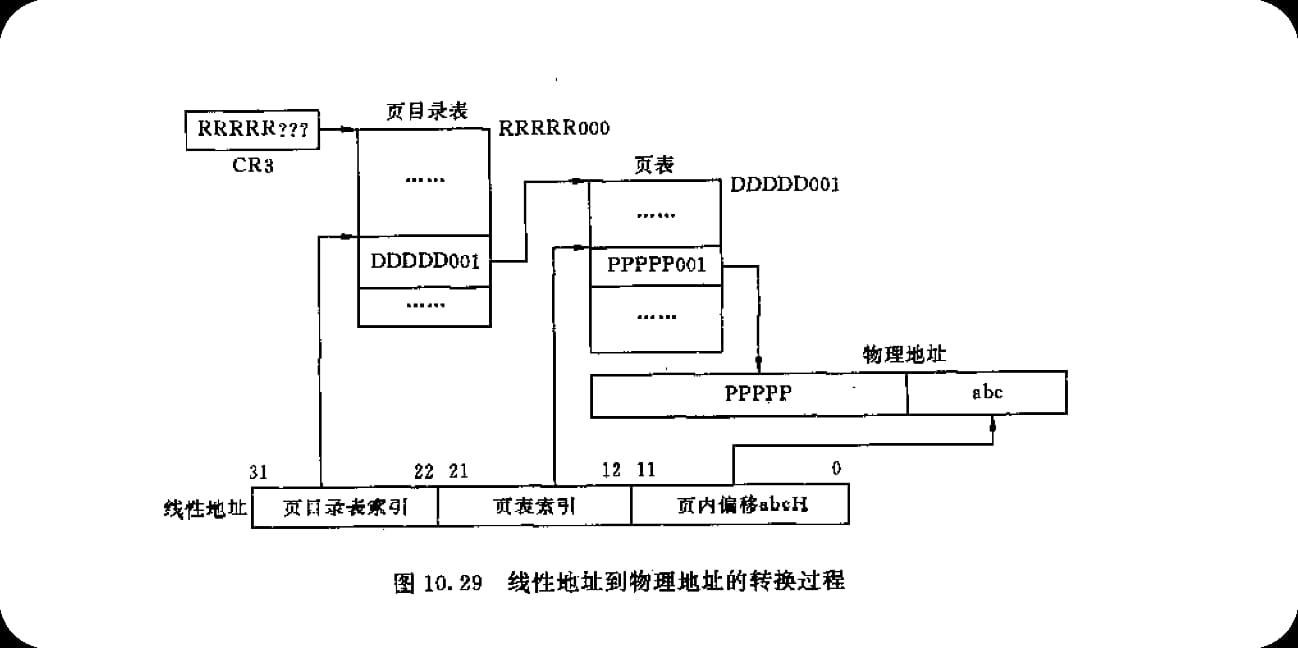 页目录表
RRRRR???
RRRRR000
CR3
页表
……
DDDDD001
……
DDDDD001
PPPPP001
……
……
物理地址
PPPPP
abc
31
22
21
12
11
0
线性地址
页目录表索引
页表索引
页内偏移abcH
图 10.29 线性地址到物理地址的转换过程